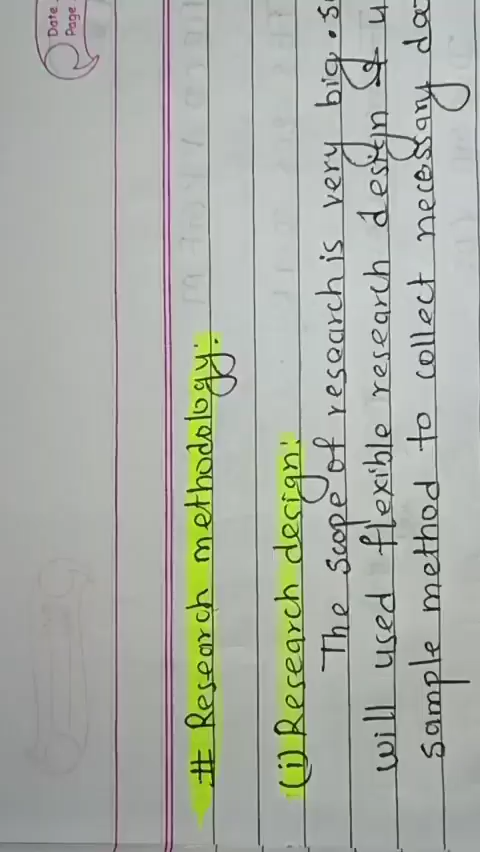 Date
Page
# Research methodology:
(i) Research design:
The scope of research is very big.
will used flexible research design &
sample method to collect necessary